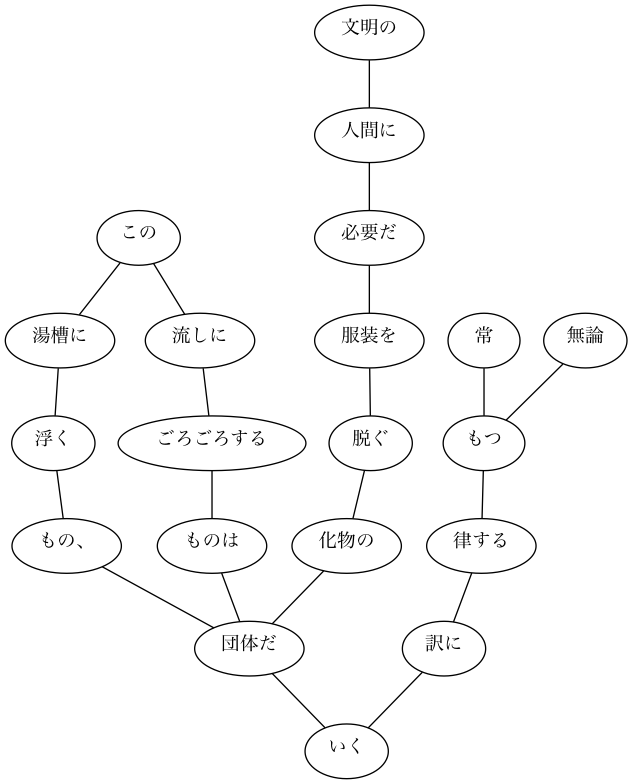 文明の
人間に
この
必要だ
湯槽に
流しに
服装を
常
無論
浮く
ごろごろする
脱ぐ
もつ
もの、
ものは
化物の
律する
団体だ
訳に
いく